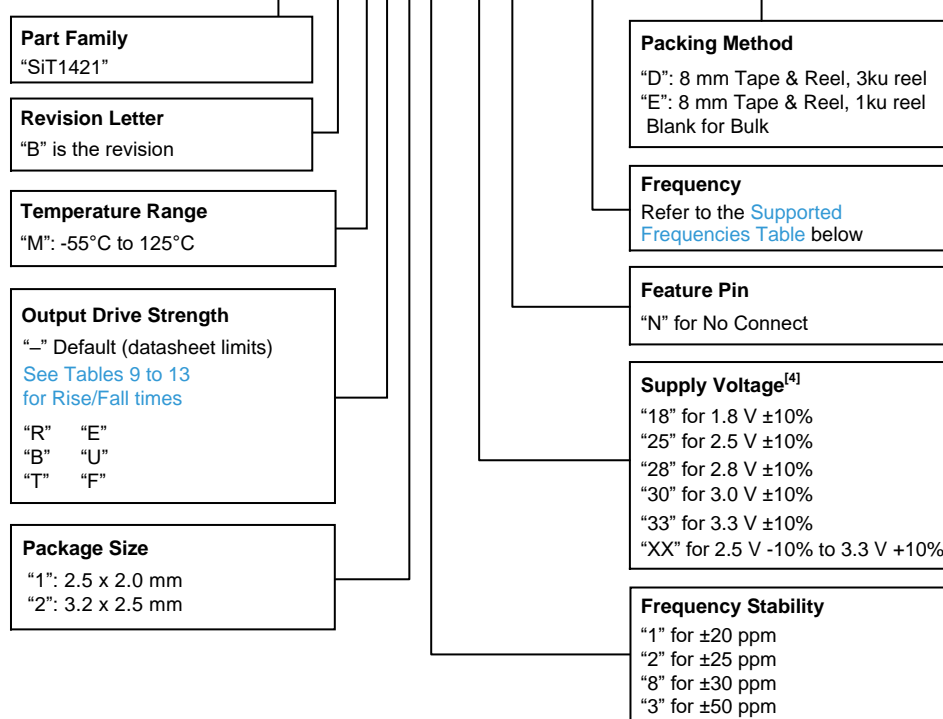 Part Family
“SiT1421”
Revision Letter
“B” is the revision
Temperature Range
“M”: -55°C to 125°C
Output Drive Strength
“–” Default (datasheet limits)
See Tables 9 to 13
for Rise/Fall times
“R” “E”
“B” “U”
“T” “F”
Package Size
“1”: 2.5 x 2.0 mm
“2”: 3.2 x 2.5 mm
Packing Method
“D”: 8 mm Tape & Reel, 3ku reel
“E”: 8 mm Tape & Reel, 1ku reel
Blank for Bulk
Frequency
Refer to the Supported
Frequencies Table below
Feature Pin
“N” for No Connect
Supply Voltage[4]
“18” for 1.8 V ±10%
“25” for 2.5 V ±10%
“28” for 2.8 V ±10%
“30” for 3.0 V ±10%
“33” for 3.3 V ±10%
“XX” for 2.5 V -10% to 3.3 V +10%
Frequency Stability
“1” for ±20 ppm
“2” for ±25 ppm
“8” for ±30 ppm
“3” for ±50 ppm